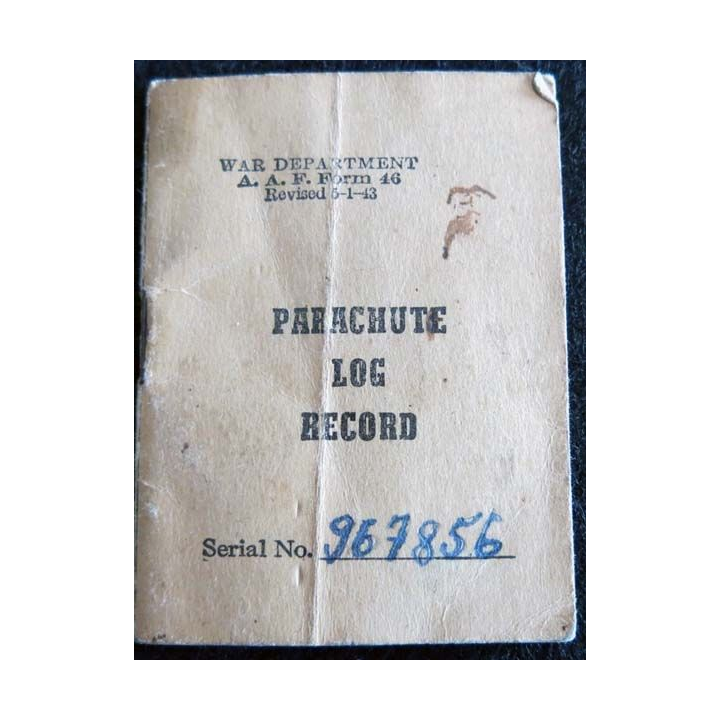 WAR DEPARTMENT
A. A. F. Form 46
Revised 5-1-43
PARACHUTE
LOG
RECORD
Serial No. 967856